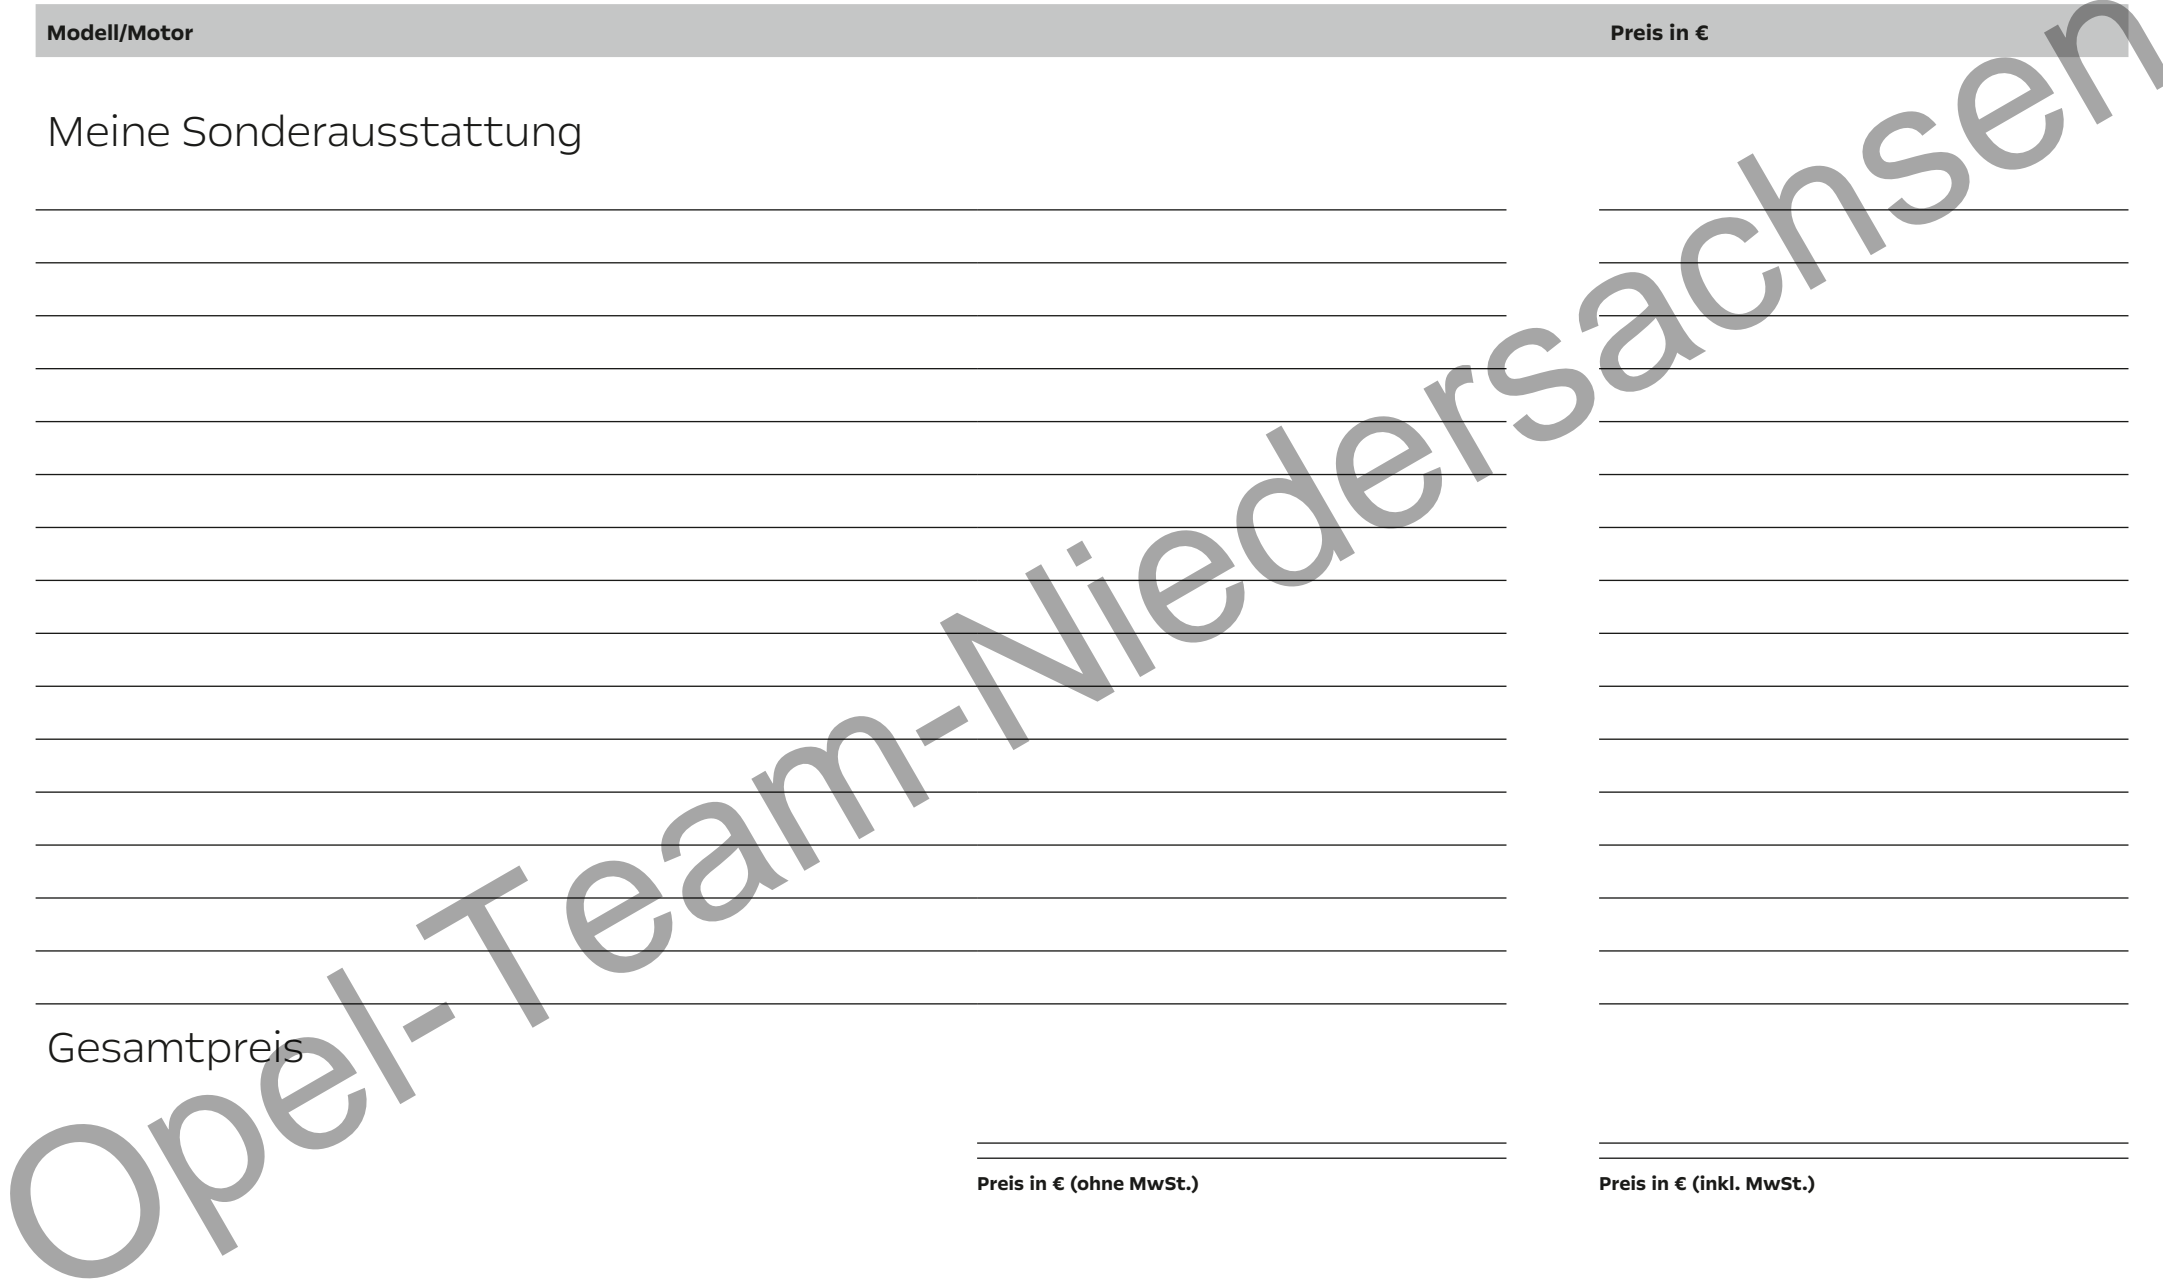 Modell/Motor Preis in €
Meine Sonderausstattung
Opel-Team-Niedersachsen
Gesamtpreis
Preis in € (ohne MwSt.) Preis in € (inkl. MwSt.)